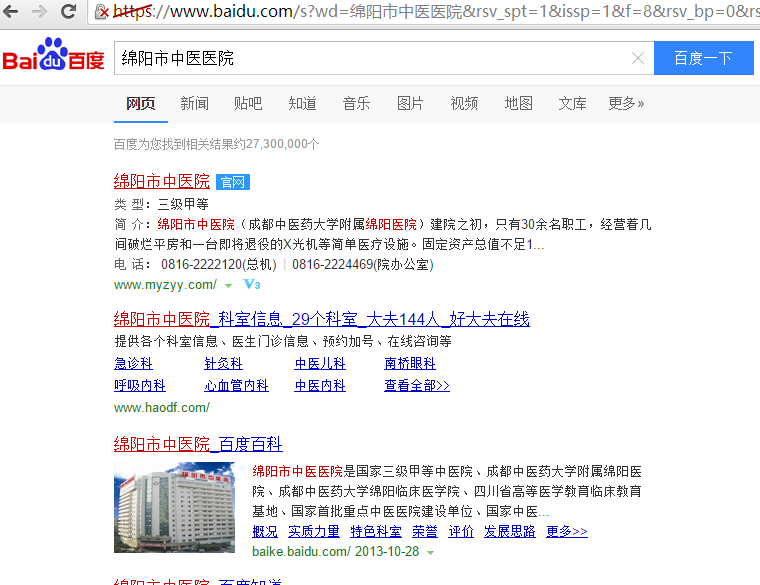 https://www.baidu.com/s?wd=绵阳市中医医院&rsv_spt=1&issp=1&f=8&rsv_bp=0&rs
Bai du 百度
绵阳市中医医院
百度一下
网页 新闻 贴吧 知道 音乐 图片 视频 地图 文库 更多»
百度为您找到相关结果约27,300,000个
绵阳市中医院 官网
类 型：三级甲等
简 介：绵阳市中医院（成都中医药大学附属绵阳医院）建院之初，只有30余名职工，经营着几
间破烂平房和一台即将退役的X光机等简单医疗设施。固定资产总值不足1...
电 话： 0816-2222120(总机) | 0816-2224469(院办公室)
www.myzyy.com/ V3
绵阳市中医院_科室信息_29个科室_大夫144人_好大夫在线
提供各个科室信息、医生门诊信息、预约加号、在线咨询等
急诊科 针灸科 中医儿科 南桥眼科
呼吸内科 心血管内科 中医内科 查看全部>>
www.haodf.com/
绵阳市中医院_百度百科
绵阳市中医医院是国家三级甲等中医院、成都中医药大学附属绵阳医
院、成都中医药大学绵阳临床医学院、四川省高等医学教育临床教育
基地、国家首批重点中医医院建设单位、国家中医...
概况 实质力量 特色科室 荣誉 评价 发展思路 更多>>
baike.baidu.com/ 2013-10-28
绵阳市中医院_百度知道